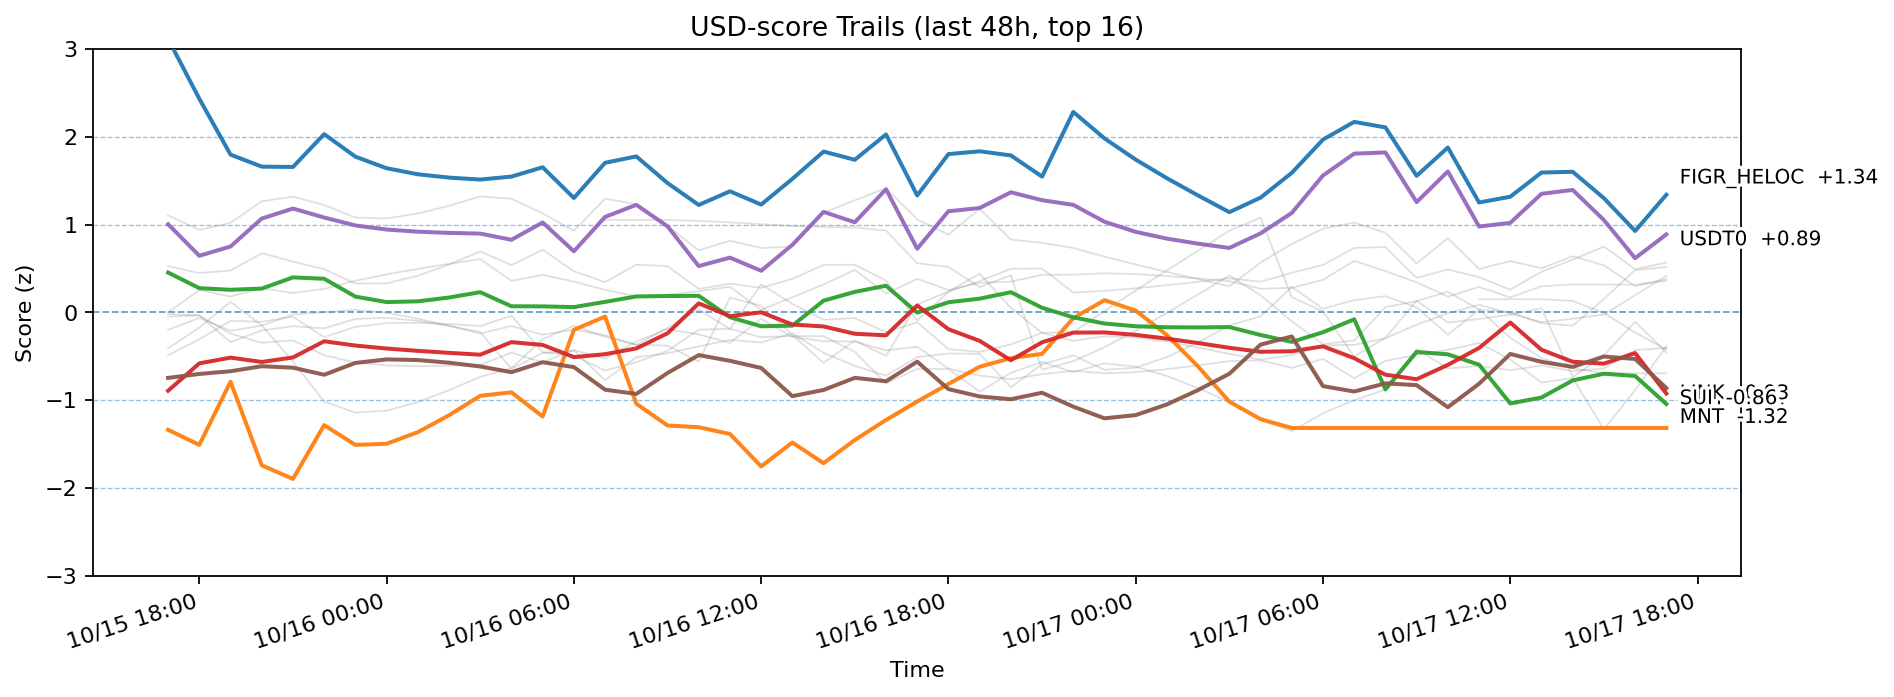 USD-score Trails (last 48h, top 16)
Score (z)
3
2
1
0
−1
−2
−3
FIGR_HELOC +1.34
USDT0 +0.89
SUI -0.86
MNT -1.32
10/15 18:00
10/16 00:00
10/16 06:00
10/16 12:00
10/16 18:00
10/17 00:00
10/17 06:00
10/17 12:00
10/17 18:00
Time